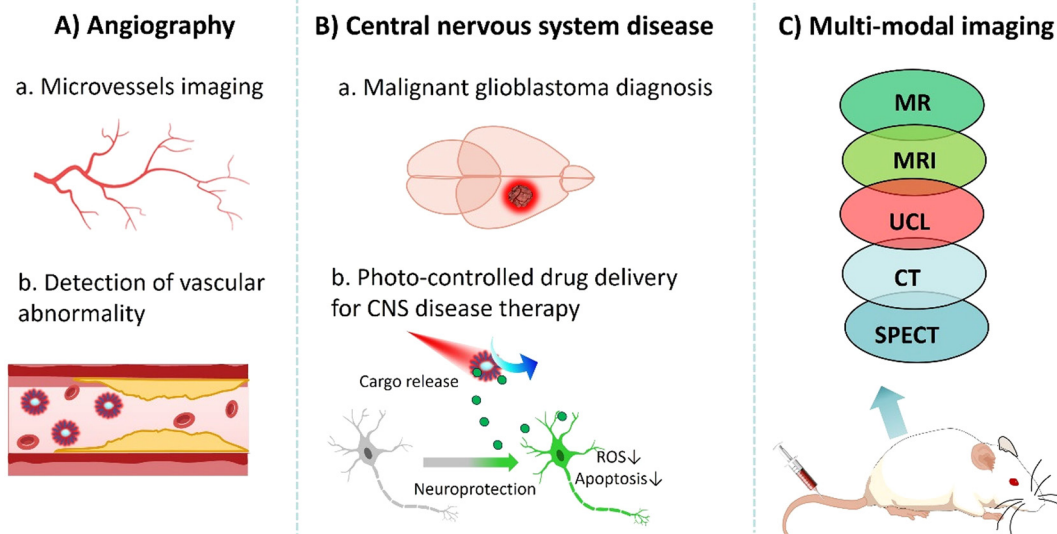 A) Angiography
a. Microvessels imaging
b. Detection of vascular
abnormality
B) Central nervous system disease
a. Malignant glioblastoma diagnosis
b. Photo-controlled drug delivery
for CNS disease therapy
Cargo release
Neuroprotection
ROS↓
Apoptosis↓
C) Multi-modal imaging
MR
MRI
UCL
CT
SPECT